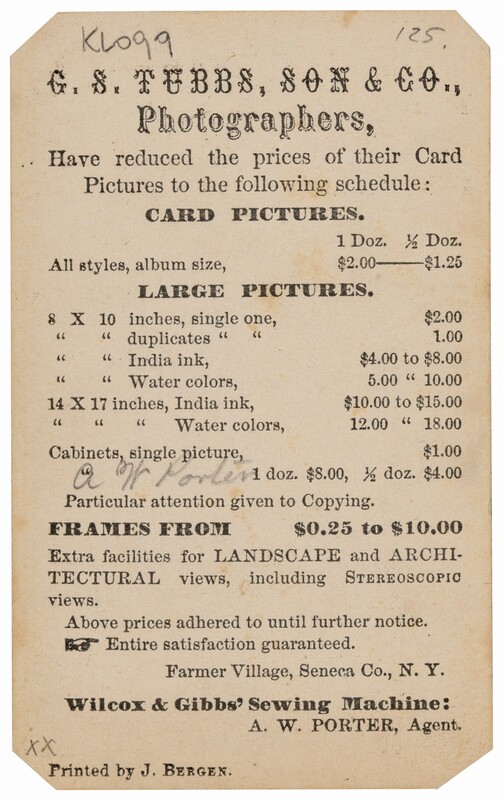 Klogg 125.
G. S. TUBBS, SON & CO.,
Photographers,
Have reduced the prices of their Card
Pictures to the following schedule:
CARD PICTURES.
1 Doz. ½ Doz.
All styles, album size, $2.00——$1.25
LARGE PICTURES.
8 X 10 inches, single one, $2.00
“ “ duplicates “ “ 1.00
“ “ India ink, $4.00 to $8.00
“ “ Water colors, 5.00 “ 10.00
14 X 17 inches, India ink, $10.00 to $15.00
“ “ “ Water colors, 12.00 “ 18.00
Cabinets, single picture, $1.00
“ 1 doz. $8.00, ½ doz. $4.00
A W Porter
Particular attention given to Copying.
FRAMES FROM $0.25 to $10.00
Extra facilities for LANDSCAPE and ARCHI-
TECTURAL views, including STEREOSCOPIC
views.
Above prices adhered to until further notice.
☞ Entire satisfaction guaranteed.
Farmer Village, Seneca Co., N. Y.
Wilcox & Gibbs' Sewing Machine:
A. W. PORTER, Agent.
XX
Printed by J. BERGEN.